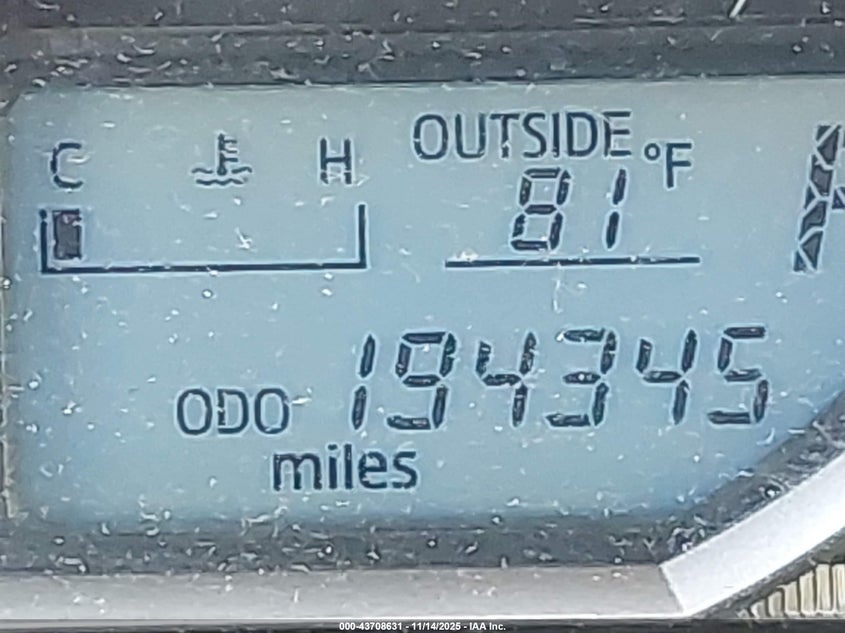 C H OUTSIDE °F
81
ODO 194345
miles
000-43708631 - 11/14/2025 - IAA Inc.